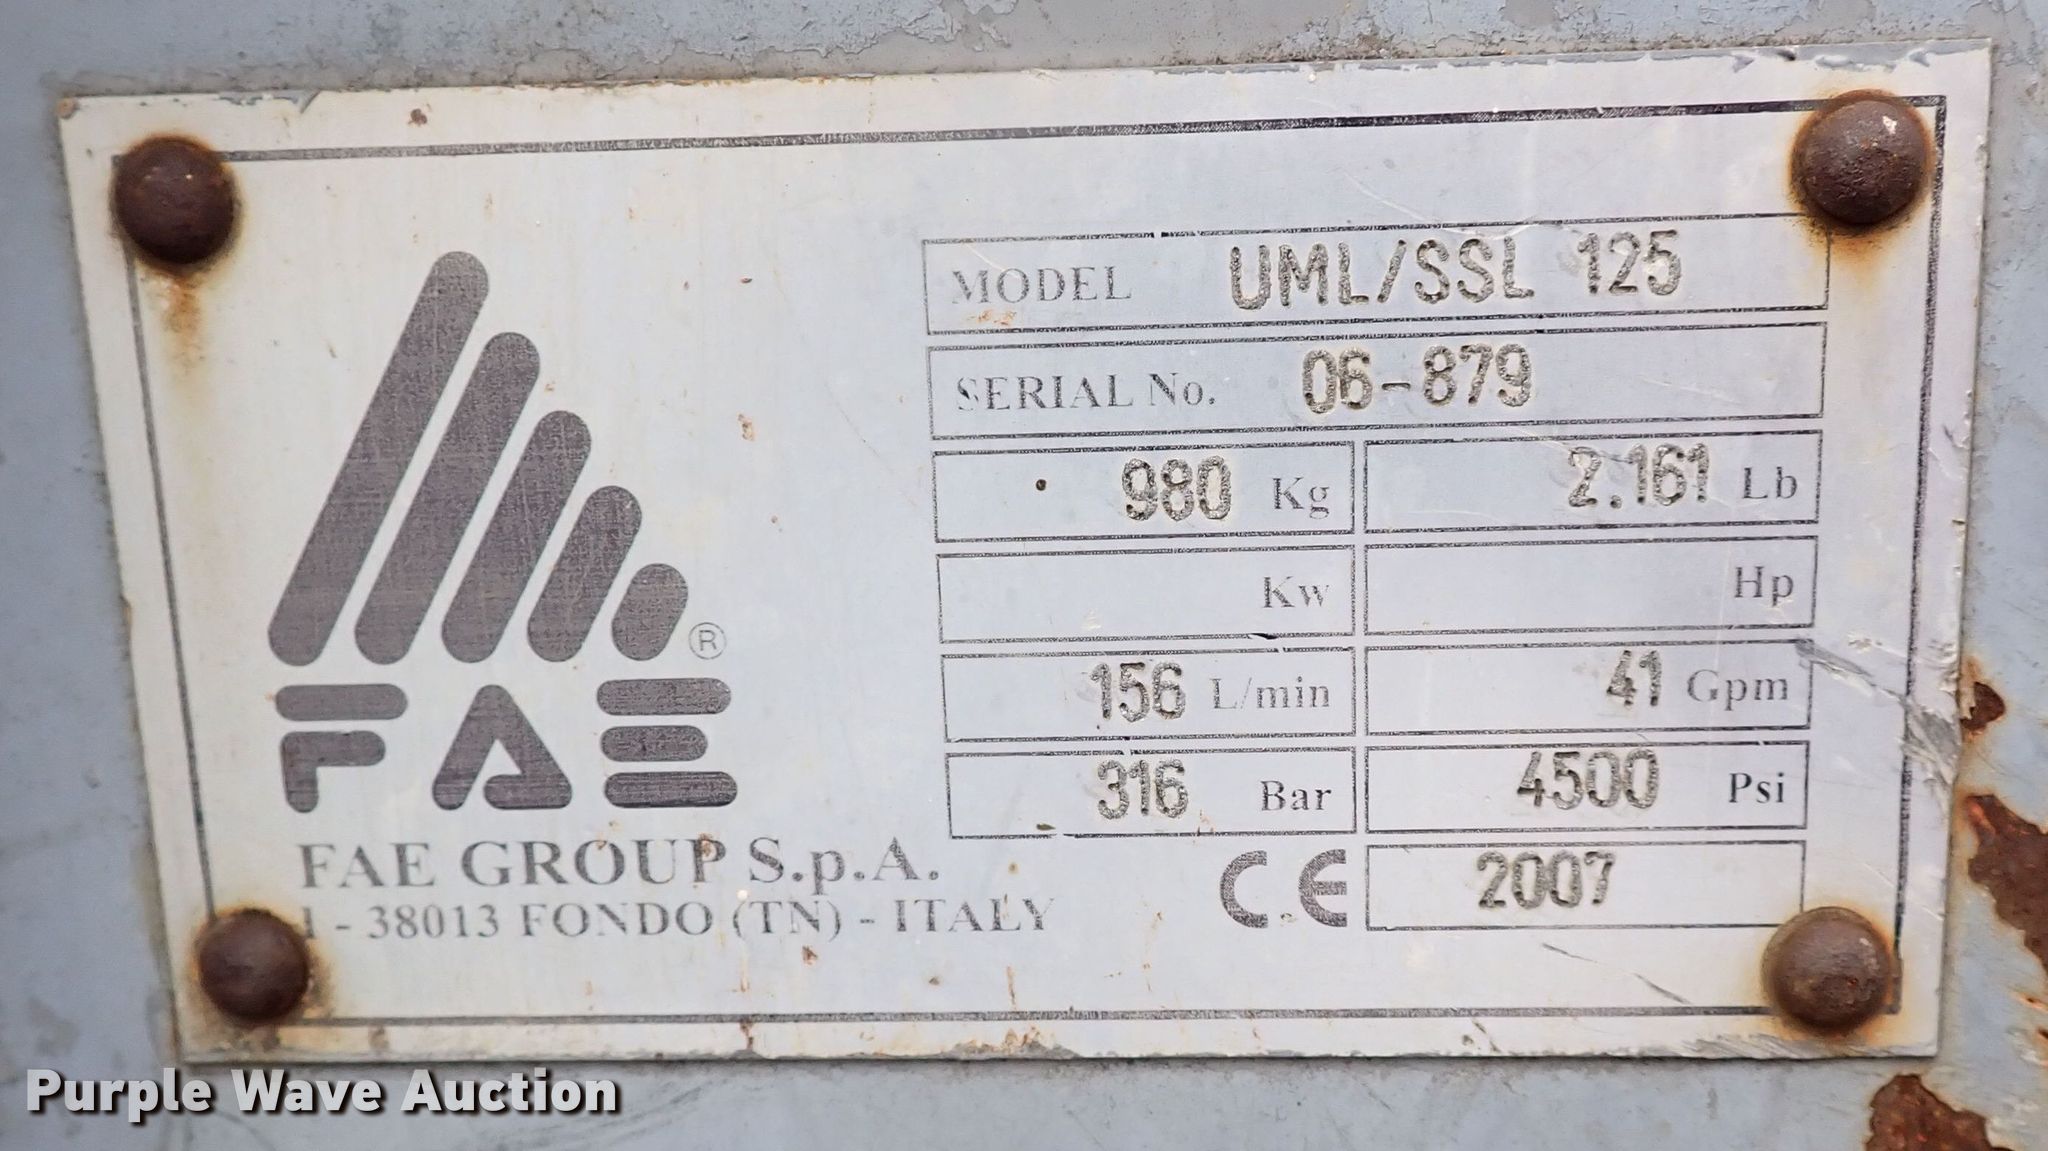 MODEL UML/SSL 125
SERIAL No. 06-879
980 Kg 2.161 Lb
Kw Hp
156 L/min 41 Gpm
316 Bar 4500 Psi
CE 2007
®
FAE
FAE GROUP S.p.A.
I - 38013 FONDO (TN) - ITALY
Purple Wave Auction